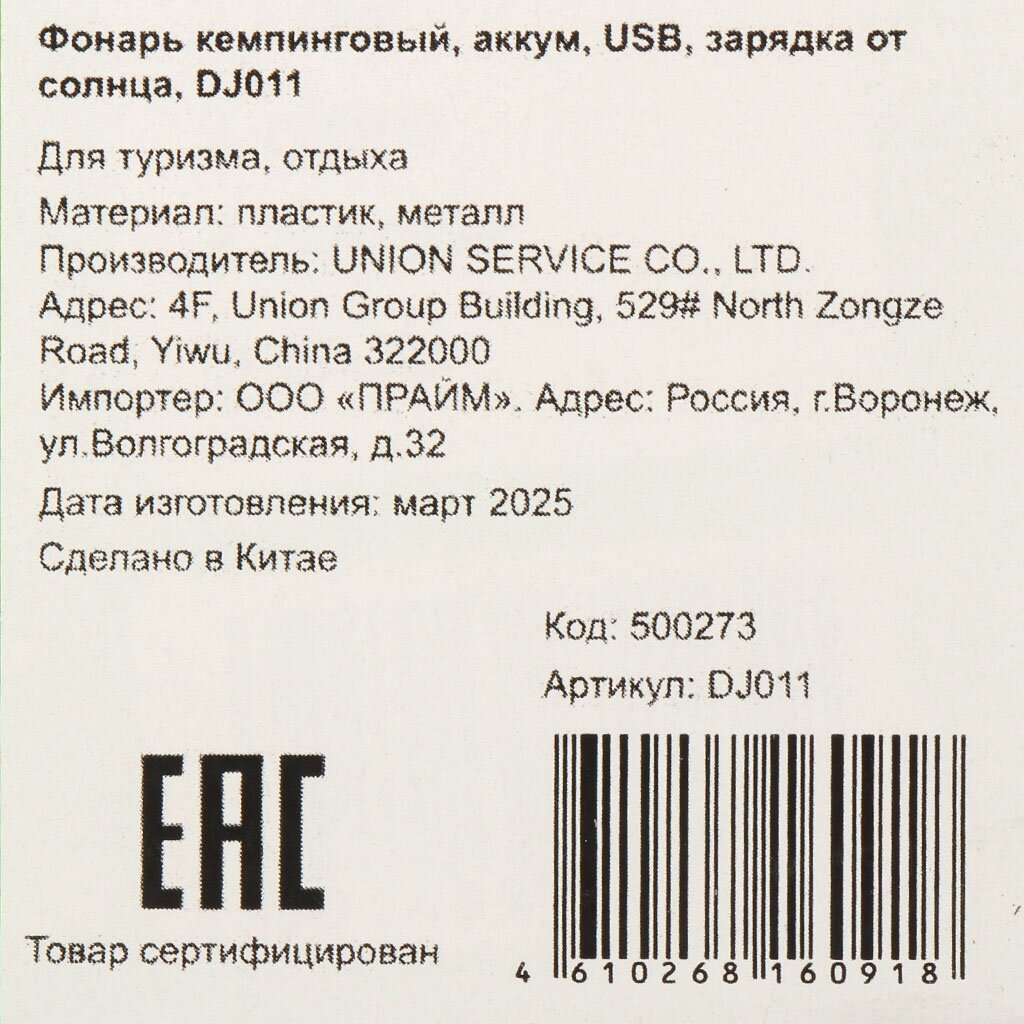 Фонарь кемпинговый, аккум, USB, зарядка от
солнца, DJ011
Для туризма, отдыха
Материал: пластик, металл
Производитель: UNION SERVICE CO., LTD.
Адрес: 4F, Union Group Building, 529# North Zongze
Road, Yiwu, China 322000
Импортер: ООО «ПРАЙМ». Адрес: Россия, г.Воронеж,
ул.Волгоградская, д.32
Дата изготовления: март 2025
Сделано в Китае
Код: 500273
Артикул: DJ011
EAC
Товар сертифицирован
4 610268 160918